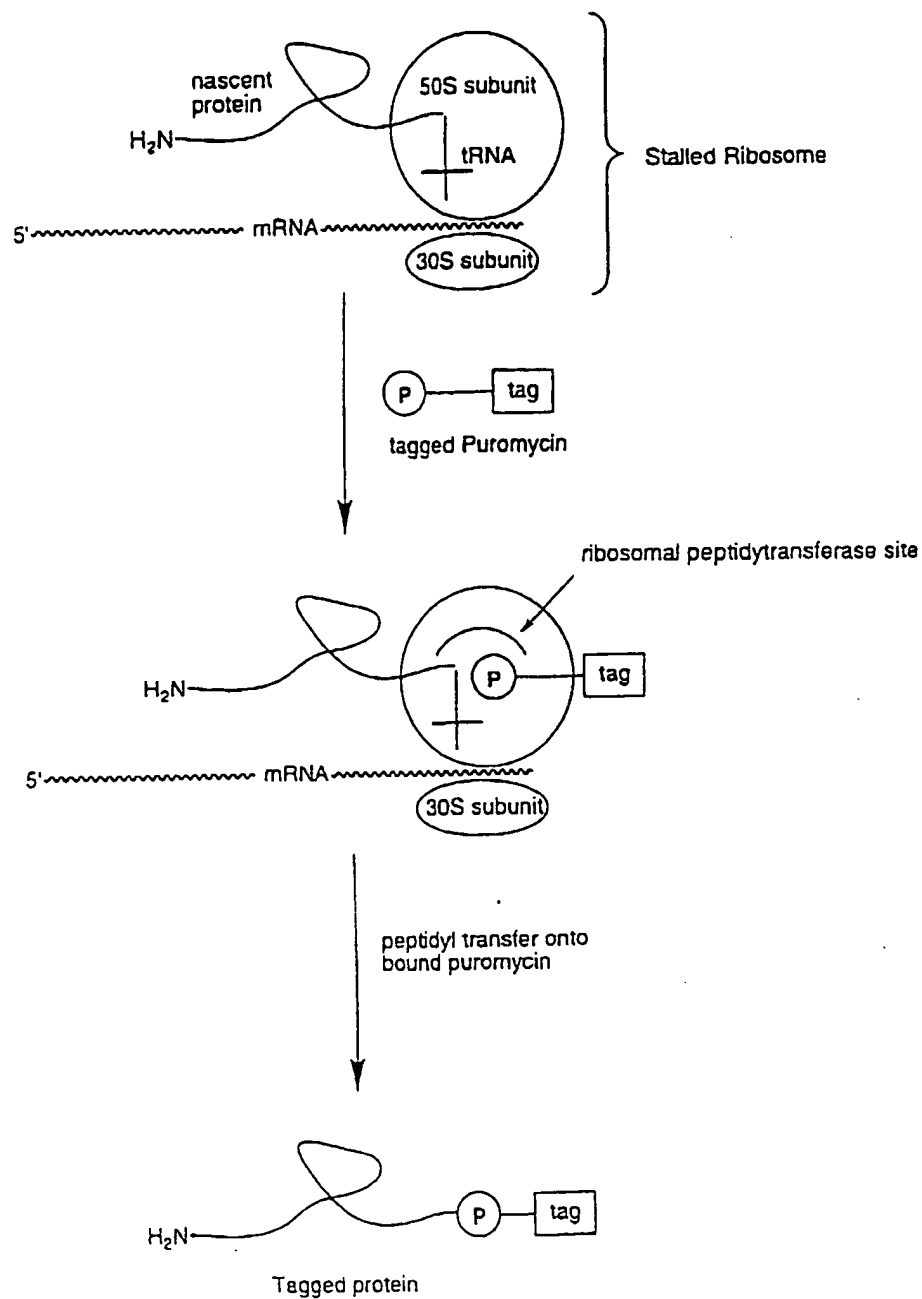 nascent
protein
50S subunit
H₂N
tRNA
Stalled Ribosome
5'
mRNA
30S subunit
P
tag
tagged Puromycin
ribosomal peptidytransferase site
P
tag
H₂N
5'
mRNA
30S subunit
peptidyl transfer onto
bound puromycin
H₂N
P
tag
Tagged protein